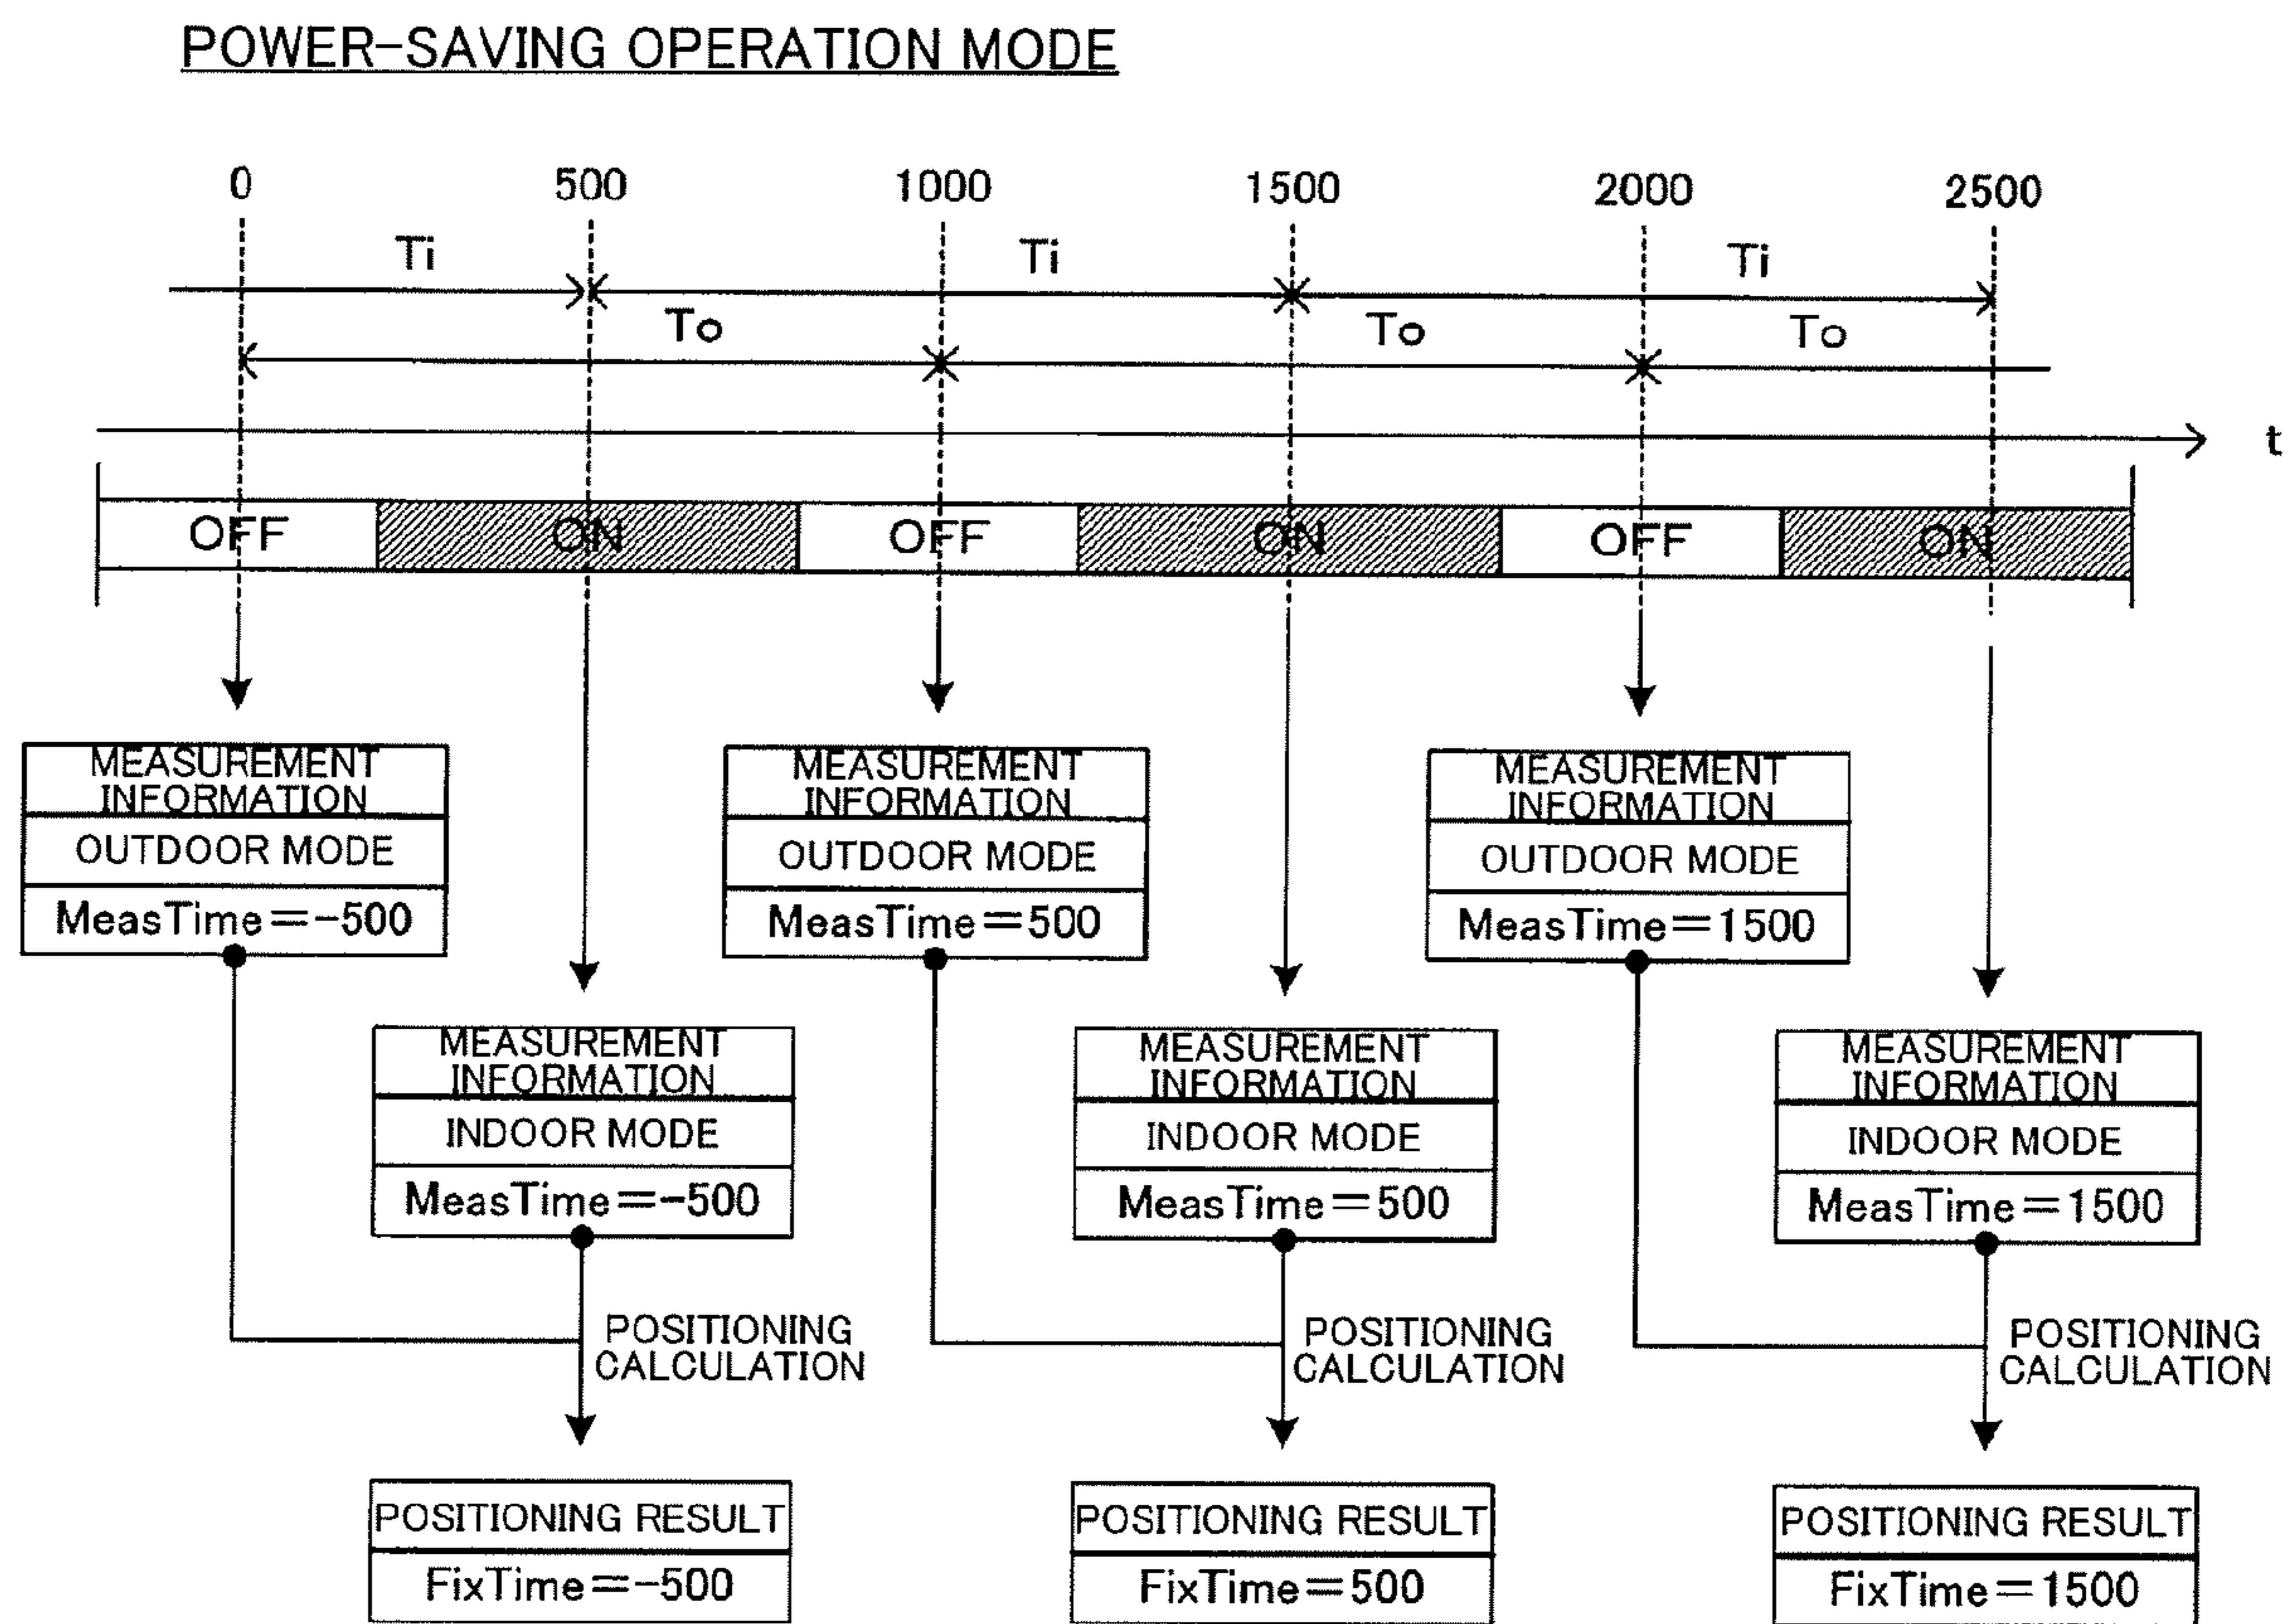 POWER-SAVING OPERATION MODE
0 500 1000 1500 2000 2500
Ti Ti Ti
To To To
t
OFF ON OFF ON OFF ON
MEASUREMENT
INFORMATION
OUTDOOR MODE
MeasTime=-500
MEASUREMENT
INFORMATION
OUTDOOR MODE
MeasTime=500
MEASUREMENT
INFORMATION
OUTDOOR MODE
MeasTime=1500
MEASUREMENT
INFORMATION
INDOOR MODE
MeasTime=-500
MEASUREMENT
INFORMATION
INDOOR MODE
MeasTime=500
MEASUREMENT
INFORMATION
INDOOR MODE
MeasTime=1500
POSITIONING
CALCULATION
POSITIONING
CALCULATION
POSITIONING
CALCULATION
POSITIONING RESULT
FixTime=-500
POSITIONING RESULT
FixTime=500
POSITIONING RESULT
FixTime=1500